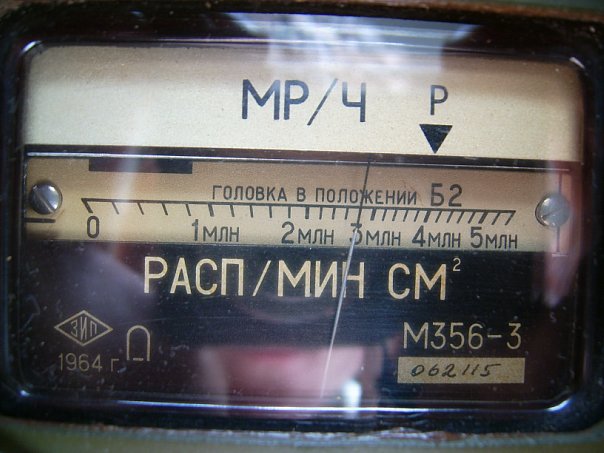 МР/Ч Р
ГОЛОВКА В ПОЛОЖЕНИИ Б2
0 1МЛН 2МЛН 3МЛН 4МЛН 5МЛН
РАСП/МИН СМ²
ЗИП
1964 г.
М356-3
062115